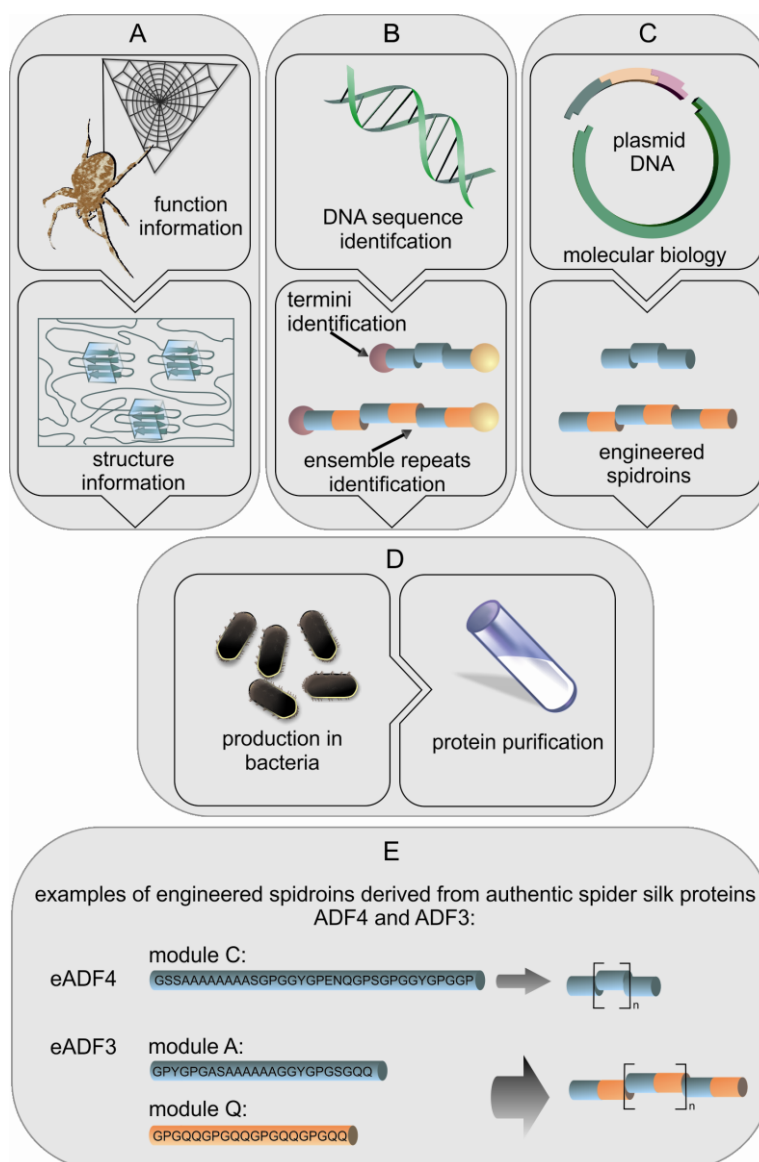 A
function
information
structure
information
B
DNA sequence
identifcation
termini
identification
ensemble repeats
identification
C
plasmid
DNA
molecular biology
engineered
spidroins
D
production in
bacteria
protein purification
E
examples of engineered spidroins derived from authentic spider silk proteins
ADF4 and ADF3:
module C:
eADF4
GSSAAAAAAAASGPGGYGPENQGPSGPGGYGPGGP
n
eADF3
module A:
GPYGPGASAAAAAAGGYGPGSGQQ
module Q:
GPGQQGPGQQGPGQQGPGQQ
n